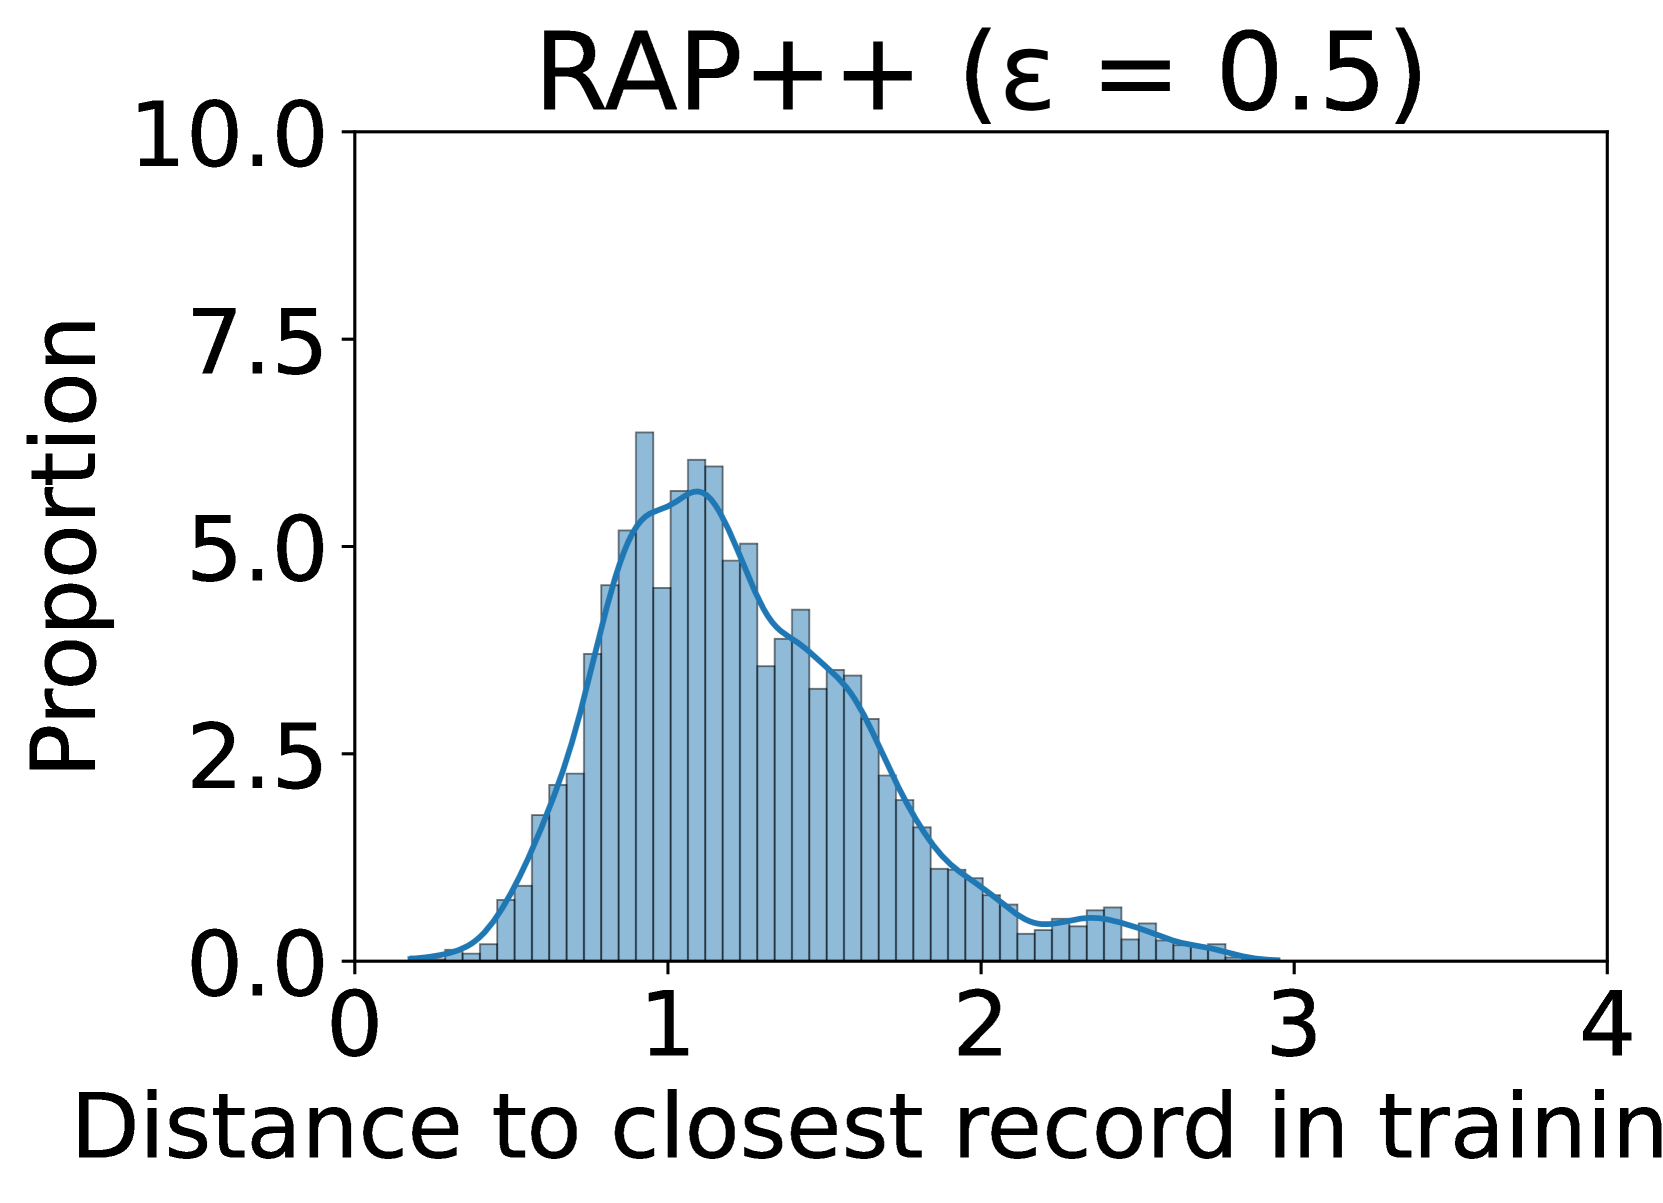 RAP++ (ε = 0.5)
10.0
7.5
5.0
2.5
0.0
Proportion
0 1 2 3 4
Distance to closest record in trainin